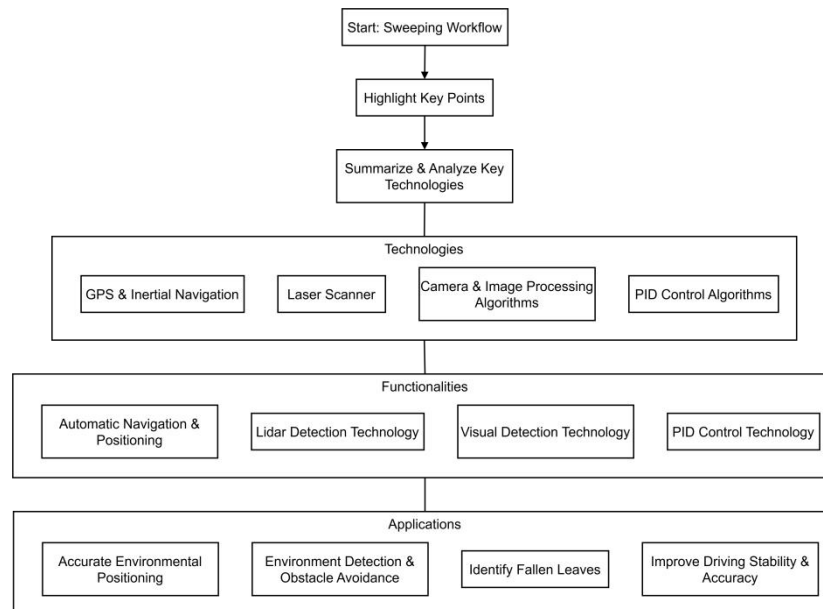 Start: Sweeping Workflow
Highlight Key Points
Summarize & Analyze Key
Technologies
Technologies
GPS & Inertial Navigation
Laser Scanner
Camera & Image Processing
Algorithms
PID Control Algorithms
Functionalities
Automatic Navigation &
Positioning
Lidar Detection Technology
Visual Detection Technology
PID Control Technology
Applications
Accurate Environmental
Positioning
Environment Detection &
Obstacle Avoidance
Identify Fallen Leaves
Improve Driving Stability &
Accuracy